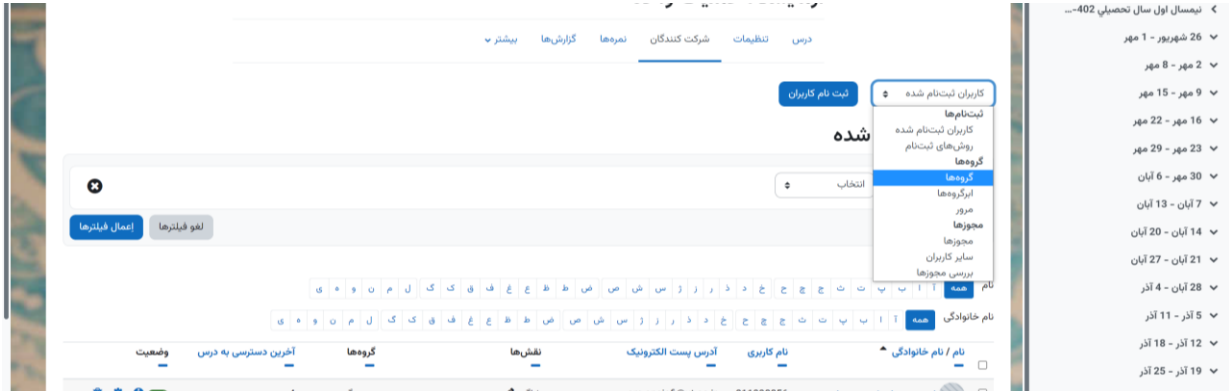 نیمسال اول سال تحصیلي 402-...
26 شهریور - 1 مهر
2 مهر - 8 مهر
9 مهر - 15 مهر
16 مهر - 22 مهر
23 مهر - 29 مهر
30 مهر - 6 آبان
7 آبان - 13 آبان
14 آبان - 20 آبان
21 آبان - 27 آبان
28 آبان - 4 آذر
5 آذر - 11 آذر
12 آذر - 18 آذر
19 آذر - 25 آذر
درس تنظیمات شرکت کنندگان نمره‌ها گزارش‌ها بیشتر
کاربران ثبت‌نام شده ثبت نام کاربران
ثبت‌نام‌ها
کاربران ثبت‌نام شده
روش‌های ثبت‌نام
گروه‌ها
گروه‌ها
ابرگروه‌ها
مرور
مجوزها
مجوزها
سایر کاربران
بررسی مجوزها
شده
انتخاب
لغو فیلترها إعمال فیلترها
نام همه آ ا ب پ ت ث ج چ ح خ د ذ ر ز ژ س ش ص ض ط ظ ع غ ف ق ک گ ل م ن و ه ی
نام خانوادگی همه آ ا ب پ ت ث ج چ ح خ د ذ ر ز ژ س ش ص ض ط ظ ع غ ف ق ک گ ل م ن و ه ی
نام / نام خانوادگی نام کاربری آدرس پست الکترونیک نقش‌ها گروه‌ها آخرین دسترسی به درس وضعیت